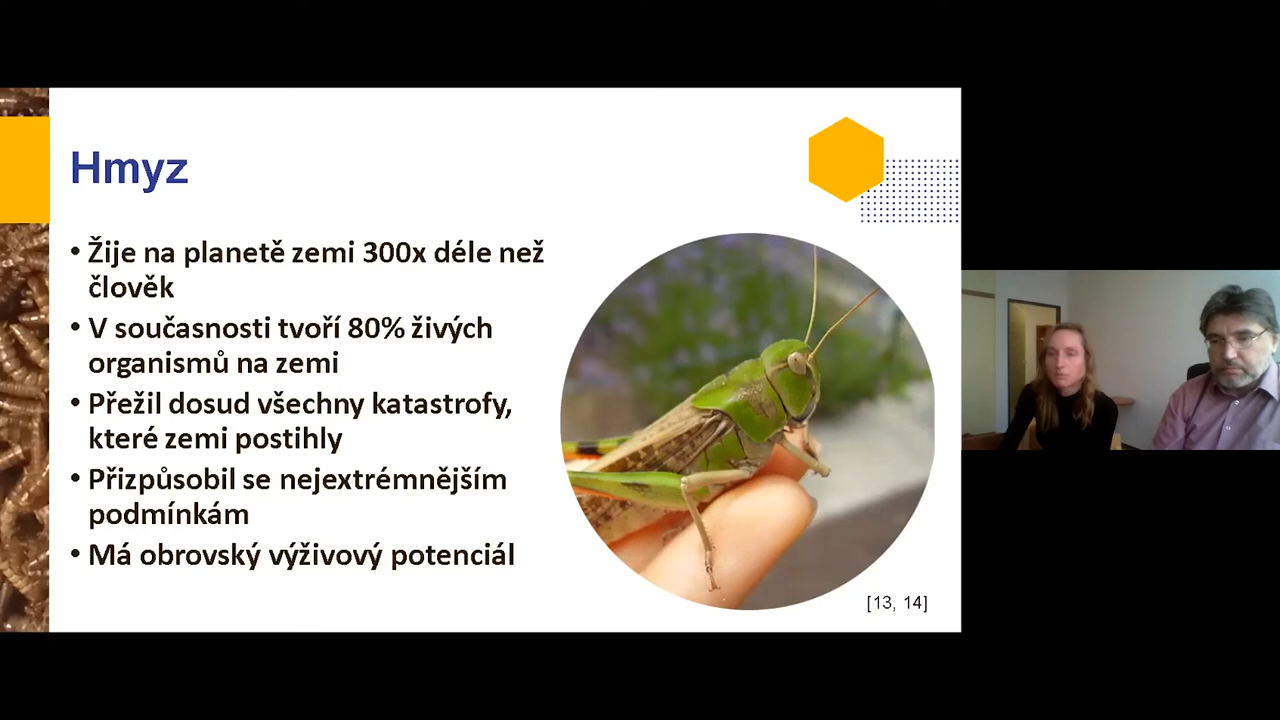 Hmyz
• Žije na planetě zemi 300x déle než
člověk
• V současnosti tvoří 80% živých
organismů na zemi
• Přežil dosud všechny katastrofy,
které zemi postihly
• Přizpůsobil se nejextrémnějším
podmínkám
• Má obrovský výživový potenciál
[13, 14]